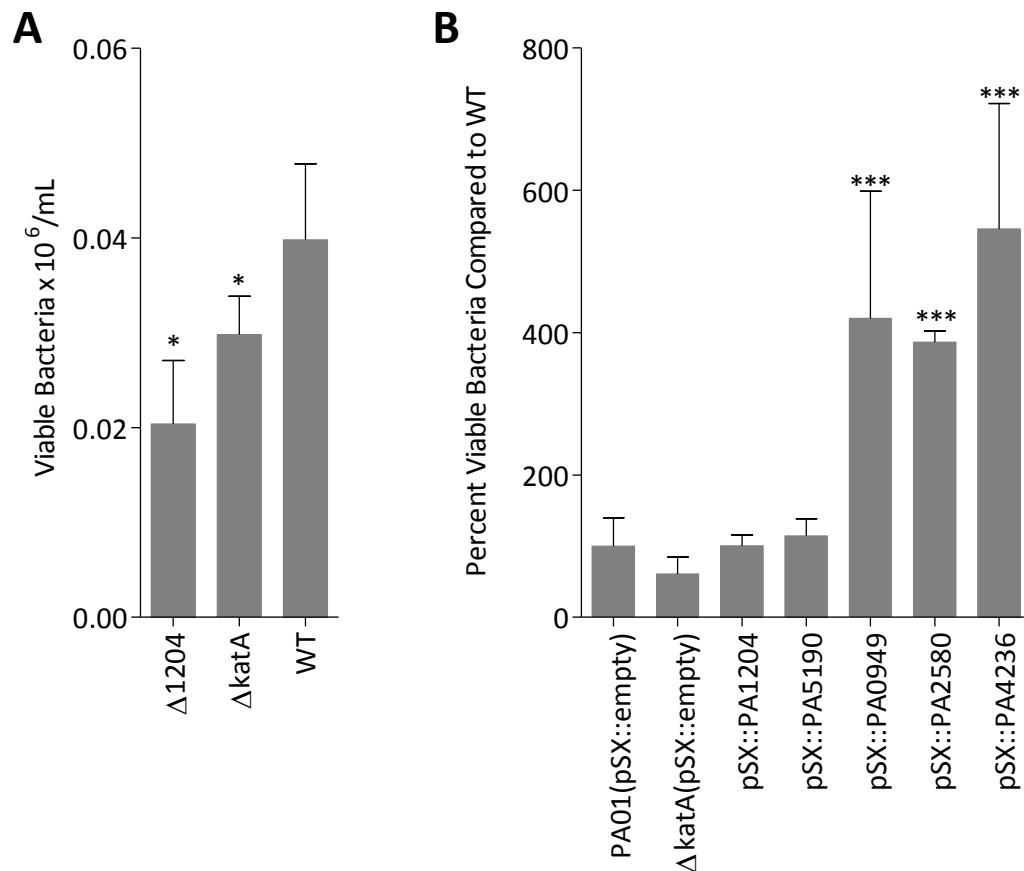 A
Viable Bacteria x 10 6/mL
0.06
0.04
0.02
0.00
*
*
Δ1204
ΔkatA
WT
B
Percent Viable Bacteria Compared to WT
800
600
400
200
0
***
***
***
PA01(pSX::empty)
ΔkatA(pSX::empty)
pSX::PA1204
pSX::PA5190
pSX::PA0949
pSX::PA2580
pSX::PA4236